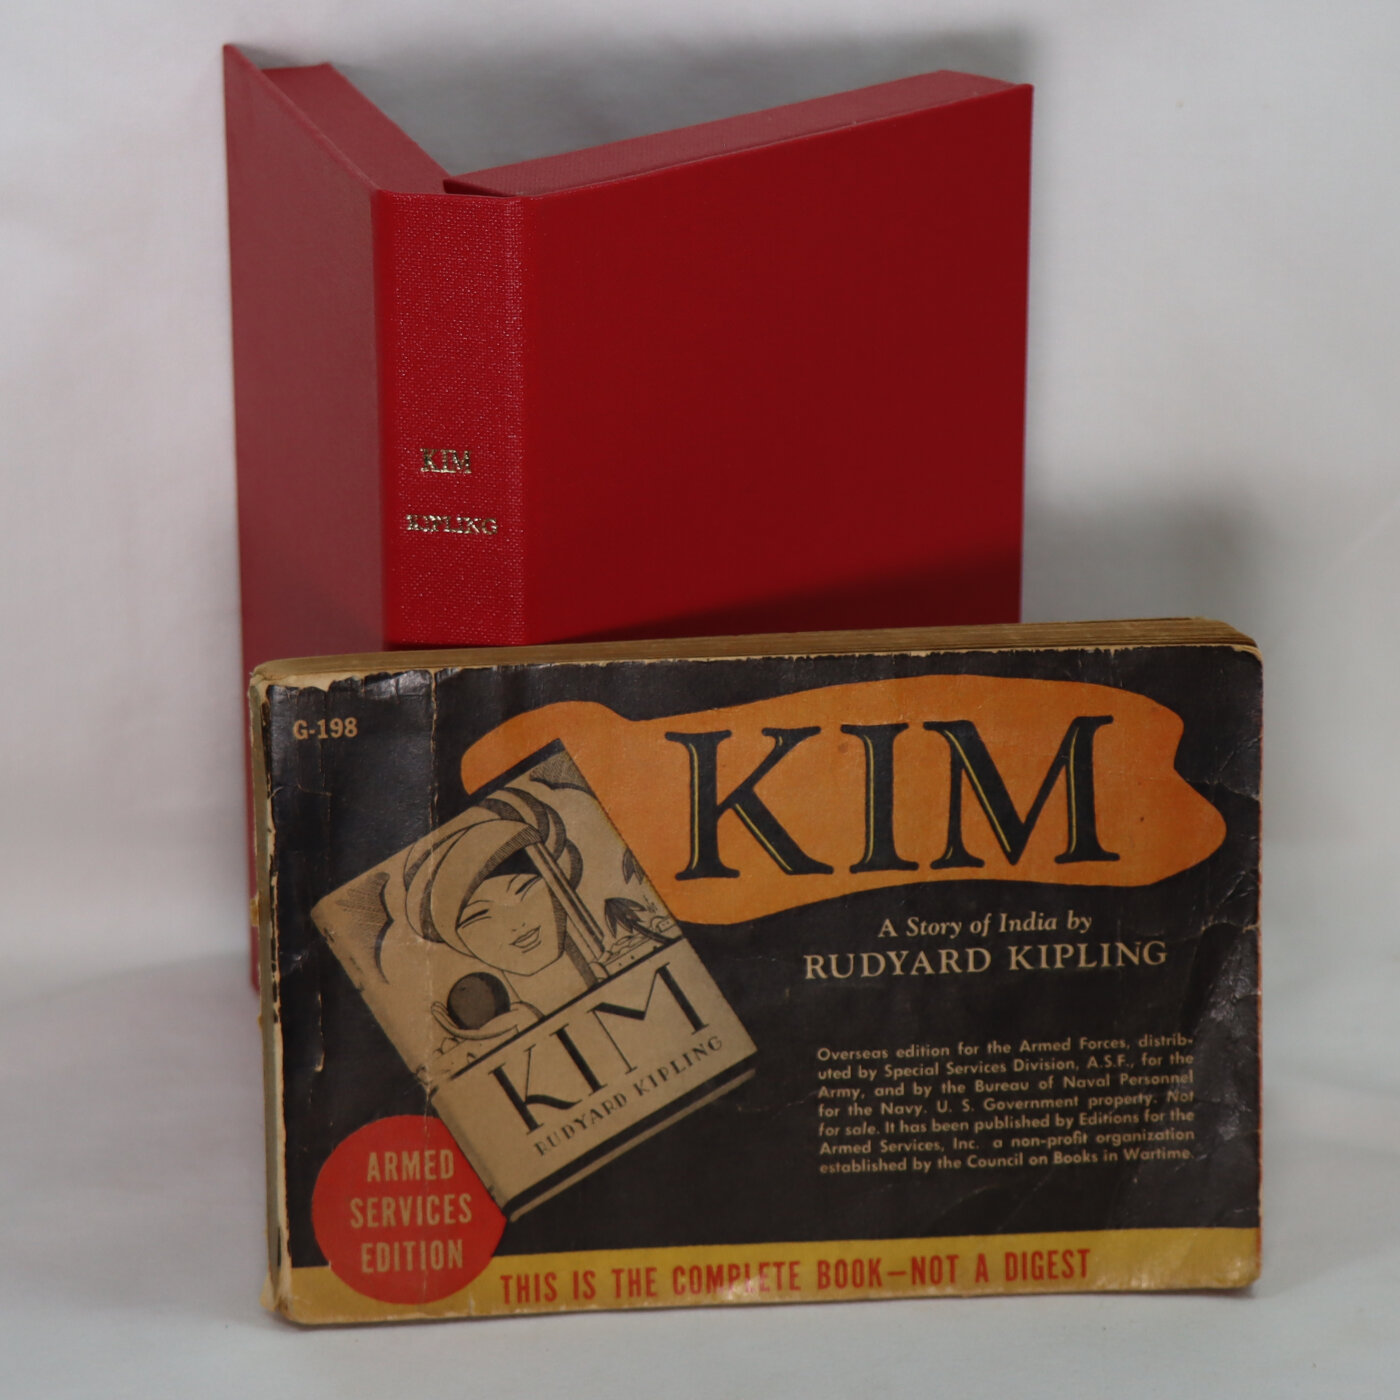 KIM
KIPLING
G-198
KIM
A Story of India by
RUDYARD KIPLING
KIM
RUDYARD KIPLING
Overseas edition for the Armed Forces, distrib-
uted by Special Services Division, A.S.F., for the
Army, and by the Bureau of Naval Personnel
for the Navy. U. S. Government property. Not
for sale. It has been published by Editions for the
Armed Services, Inc. a non-profit organization
established by the Council on Books in Wartime.
ARMED
SERVICES
EDITION
THIS IS THE COMPLETE BOOK—NOT A DIGEST